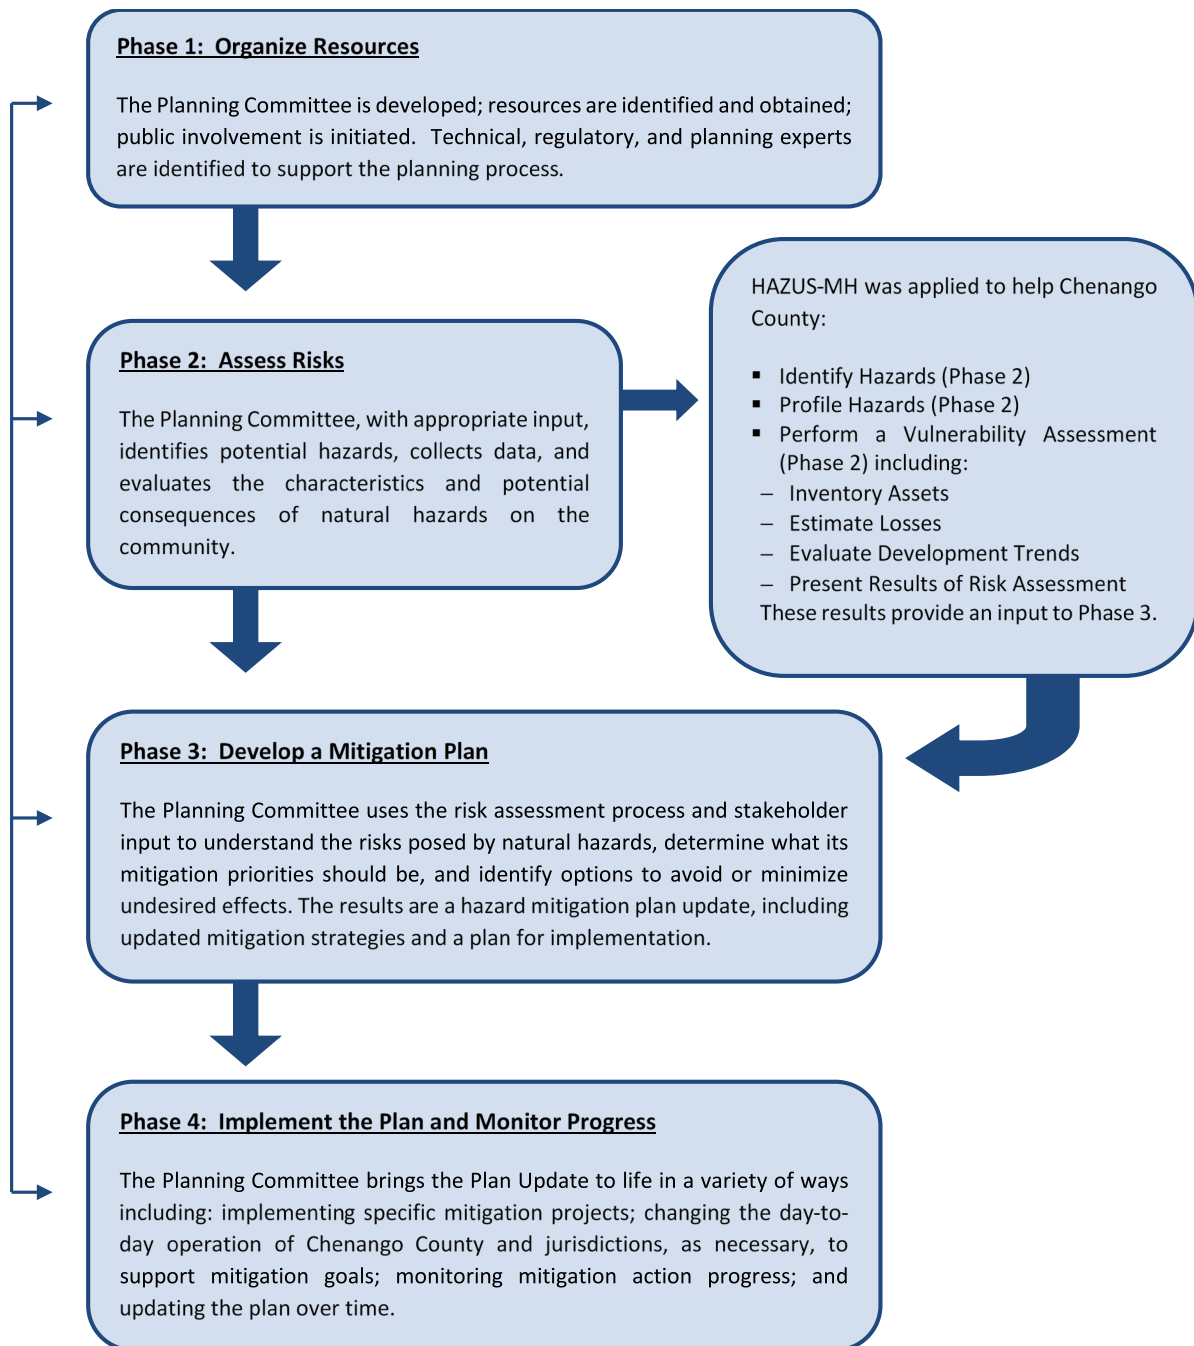 Phase 1:  Organize Resources
The Planning Committee is developed; resources are identified and obtained;
public involvement is initiated.  Technical, regulatory, and planning experts
are identified to support the planning process.
Phase 2:  Assess Risks
The Planning Committee, with appropriate input,
identifies potential hazards, collects data, and
evaluates the characteristics and potential
consequences of natural hazards on the
community.
HAZUS-MH was applied to help Chenango
County:
▪ Identify Hazards (Phase 2)
▪ Profile Hazards (Phase 2)
▪ Perform a Vulnerability Assessment
(Phase 2) including:
– Inventory Assets
– Estimate Losses
– Evaluate Development Trends
– Present Results of Risk Assessment
These results provide an input to Phase 3.
Phase 3:  Develop a Mitigation Plan
The Planning Committee uses the risk assessment process and stakeholder
input to understand the risks posed by natural hazards, determine what its
mitigation priorities should be, and identify options to avoid or minimize
undesired effects. The results are a hazard mitigation plan update, including
updated mitigation strategies and a plan for implementation.
Phase 4:  Implement the Plan and Monitor Progress
The Planning Committee brings the Plan Update to life in a variety of ways
including: implementing specific mitigation projects; changing the day-to-
day operation of Chenango County and jurisdictions, as necessary, to
support mitigation goals; monitoring mitigation action progress; and
updating the plan over time.